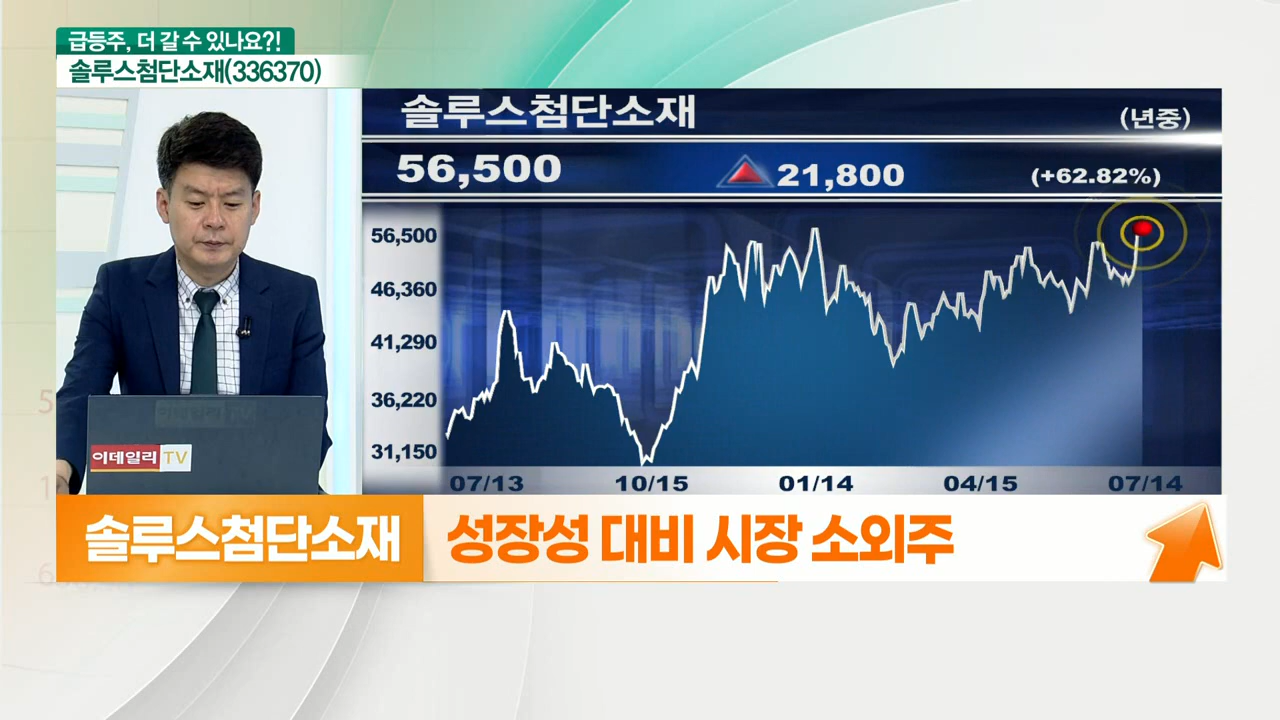 급등주, 더 갈 수 있나요?!
솔루스첨단소재(336370)
솔루스첨단소재
(년중)
56,500
21,800
(+62.82%)
56,500
46,360
41,290
36,220
31,150
07/13
10/15
01/14
04/15
07/14
이데일리TV
솔루스첨단소재
성장성 대비 시장 소외주